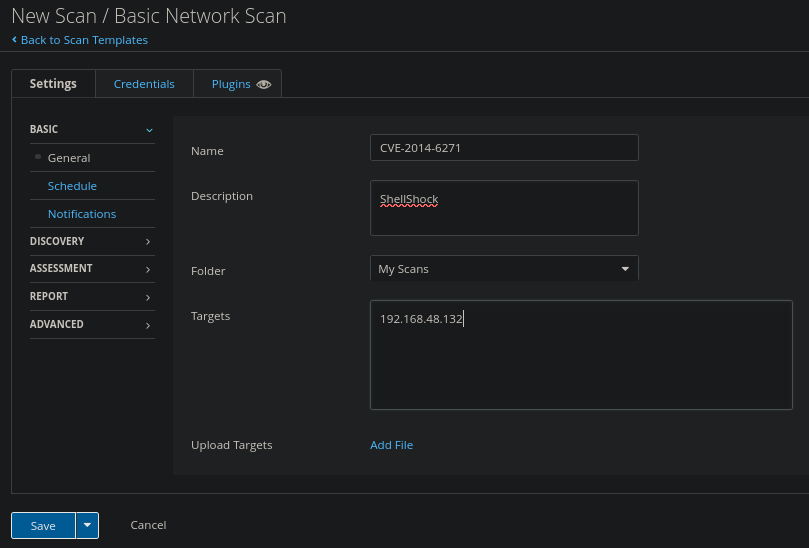 New Scan / Basic Network Scan
Back to Scan Templates
Settings Credentials Plugins
BASIC
General
Schedule
Notifications
DISCOVERY
ASSESSMENT
REPORT
ADVANCED
Name CVE-2014-6271
Description ShellShock
Folder My Scans
Targets 192.168.48.132
Upload Targets Add File
Save Cancel